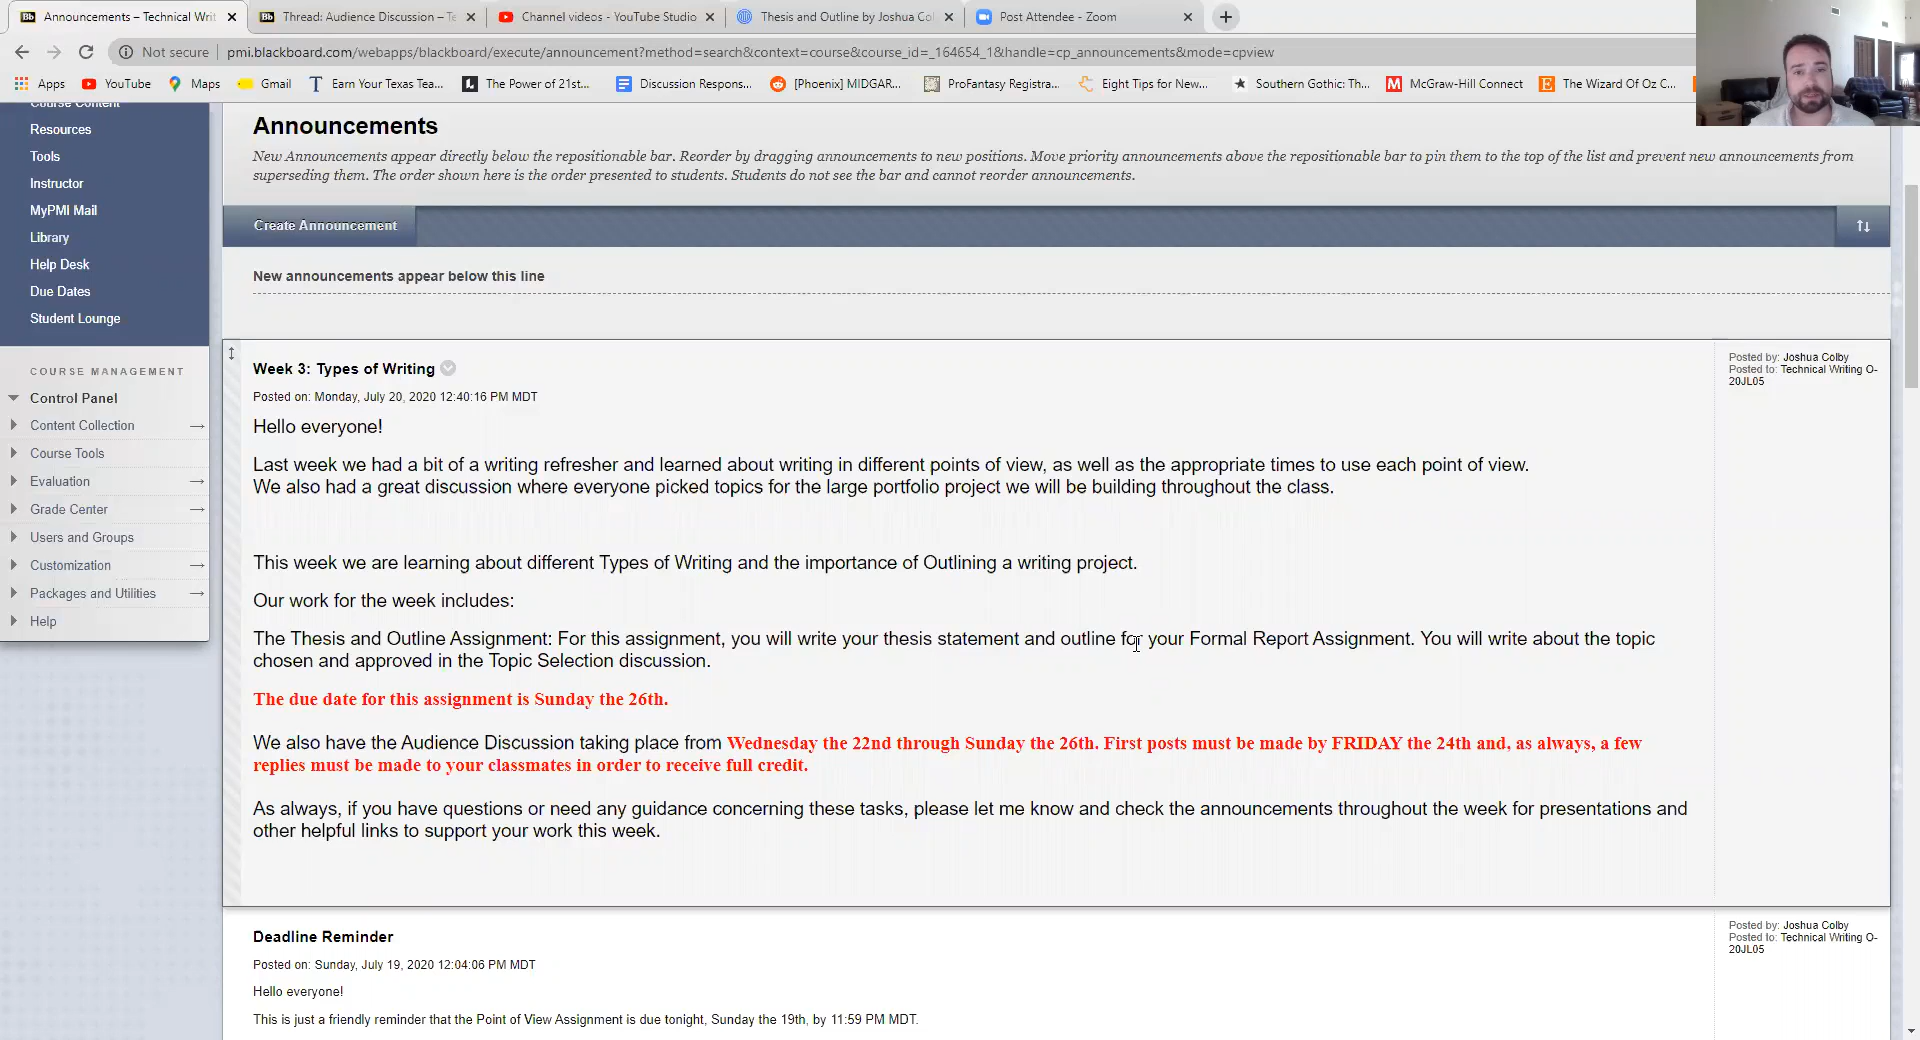 Announcements – Technical Writ
Thread: Audience Discussion – Te
Channel videos - YouTube Studio
Thesis and Outline by Joshua Co
Post Attendee - Zoom
Not secure
pmi.blackboard.com/webapps/blackboard/execute/announcement?method=search&context=course&course_id=_164654_1&handle=cp_announcements&mode=cpview
Apps
YouTube
Maps
Gmail
Earn Your Texas Tea...
The Power of 21st...
Discussion Respons...
[Phoenix] MIDGAR...
ProFantasy Registra...
Eight Tips for New...
Southern Gothic: Th...
McGraw-Hill Connect
The Wizard Of Oz C...
Course Content
Resources
Tools
Instructor
MyPMI Mail
Library
Help Desk
Due Dates
Student Lounge
COURSE MANAGEMENT
Control Panel
Content Collection
Course Tools
Evaluation
Grade Center
Users and Groups
Customization
Packages and Utilities
Help
Announcements
New Announcements appear directly below the repositionable bar. Reorder by dragging announcements to new positions. Move priority announcements above the repositionable bar to pin them to the top of the list and prevent new announcements from
superseding them. The order shown here is the order presented to students. Students do not see the bar and cannot reorder announcements.
Create Announcement
New announcements appear below this line
Week 3: Types of Writing
Posted on: Monday, July 20, 2020 12:40:16 PM MDT
Hello everyone!
Last week we had a bit of a writing refresher and learned about writing in different points of view, as well as the appropriate times to use each point of view.
We also had a great discussion where everyone picked topics for the large portfolio project we will be building throughout the class.
This week we are learning about different Types of Writing and the importance of Outlining a writing project.
Our work for the week includes:
The Thesis and Outline Assignment: For this assignment, you will write your thesis statement and outline for your Formal Report Assignment. You will write about the topic
chosen and approved in the Topic Selection discussion.
The due date for this assignment is Sunday the 26th.
We also have the Audience Discussion taking place from Wednesday the 22nd through Sunday the 26th. First posts must be made by FRIDAY the 24th and, as always, a few
replies must be made to your classmates in order to receive full credit.
As always, if you have questions or need any guidance concerning these tasks, please let me know and check the announcements throughout the week for presentations and
other helpful links to support your work this week.
Posted by: Joshua Colby
Posted to: Technical Writing O-
20JL05
Deadline Reminder
Posted on: Sunday, July 19, 2020 12:04:06 PM MDT
Hello everyone!
This is just a friendly reminder that the Point of View Assignment is due tonight, Sunday the 19th, by 11:59 PM MDT.
Posted by: Joshua Colby
Posted to: Technical Writing O-
20JL05